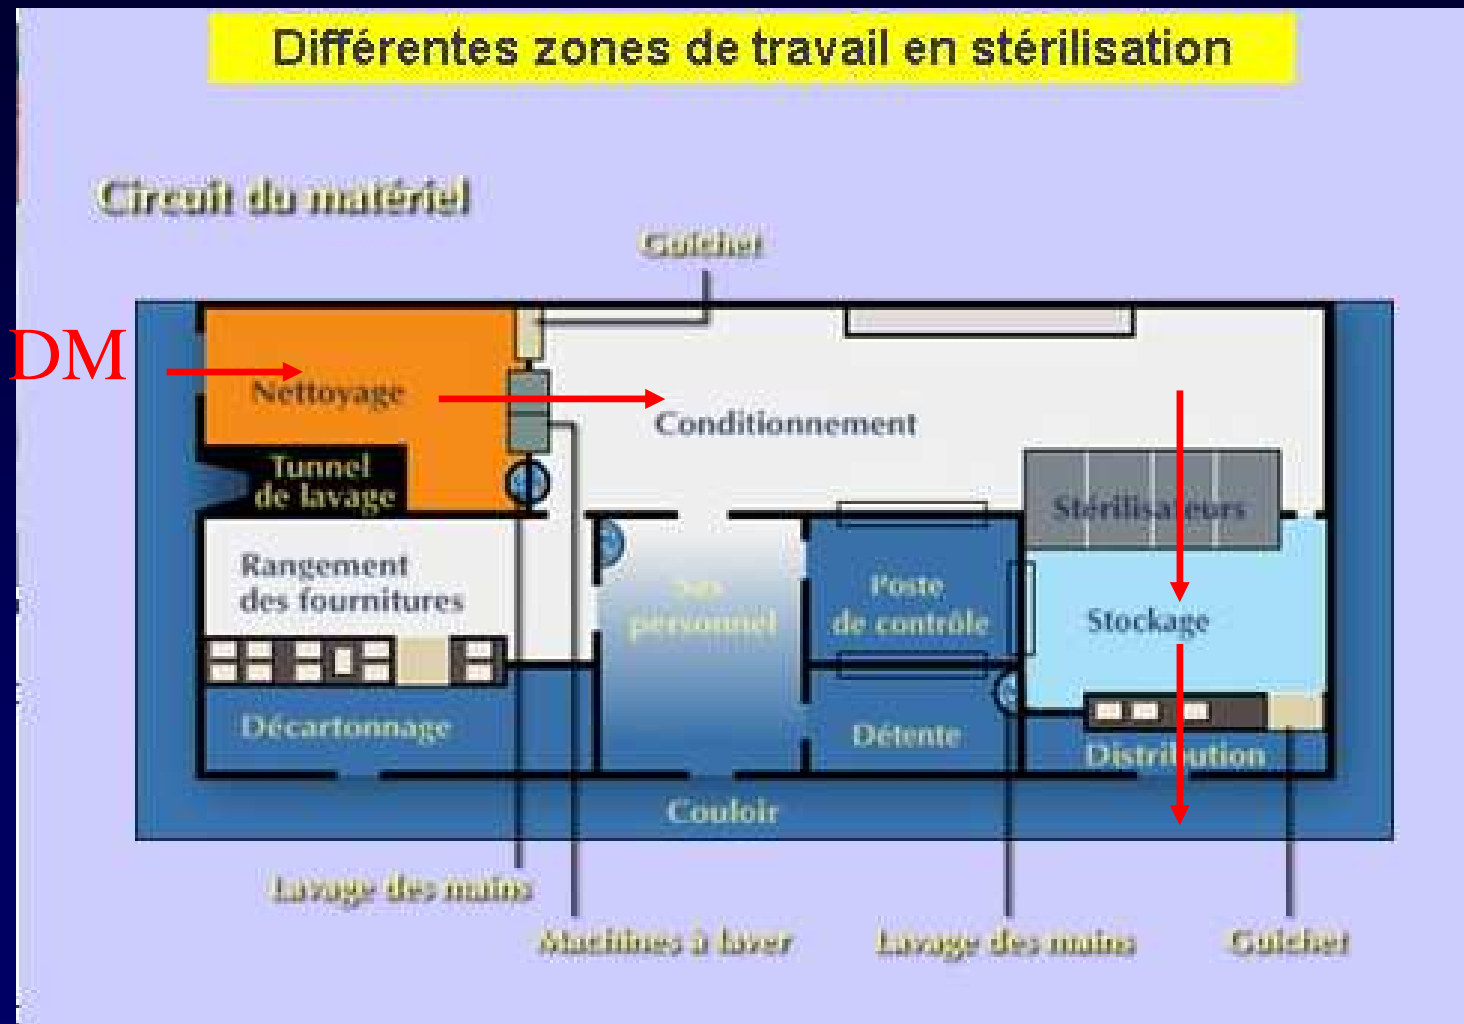 Différentes zones de travail en stérilisation
Circuit du matériel
Guichet
DM
Nettoyage
Conditionnement
Tunnel
de lavage
Stérilisateurs
Rangement
des fournitures
Sas
personnel
Poste
de contrôle
Stockage
Décartonnage
Détente
Distribution
Couloir
Lavage des mains
Machines à laver
Lavage des mains
Guichet